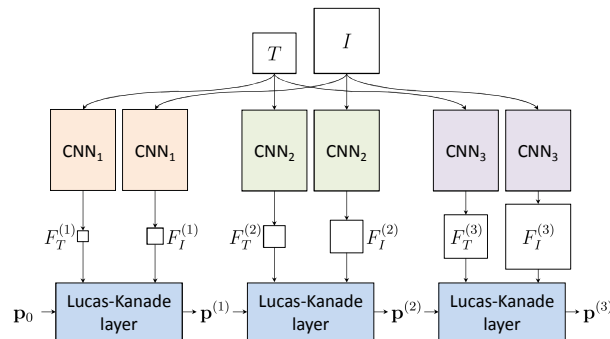 T
I
CNN₁
CNN₁
CNN₂
CNN₂
CNN₃
CNN₃
F_T^{(1)}
F_I^{(1)}
F_T^{(2)}
F_I^{(2)}
F_T^{(3)}
F_I^{(3)}
p₀
Lucas-Kanade
layer
p^{(1)}
Lucas-Kanade
layer
p^{(2)}
Lucas-Kanade
layer
p^{(3)}